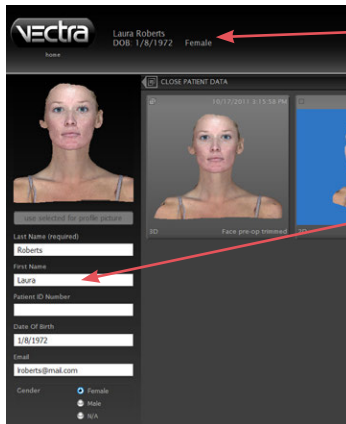 vectra
Laura Roberts
DOB: 1/8/1972 Female
home
CLOSE PATIENT DATA
10/17/2011 3:15:58 PM
use selected for profile picture
3D Face pre-op trimmed
3D
Last Name (required)
Roberts
First Name
Laura
Patient ID Number
Date Of Birth
1/8/1972
Email
lroberts@mail.com
Gender
Female
Male
N/A